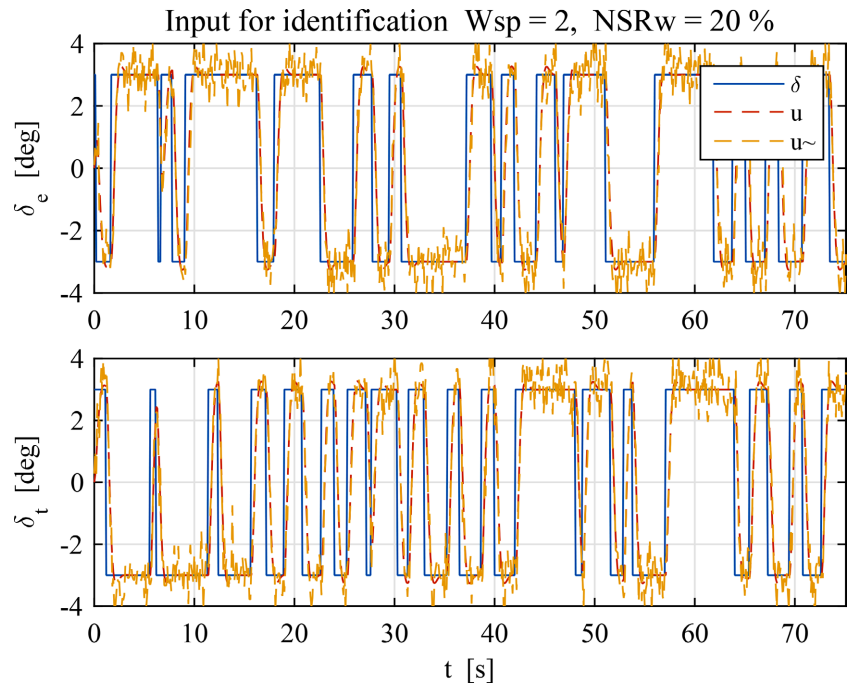 Input for identification  Wsp = 2,  NSRw = 20 %
4
2
0
-2
-4
δe [deg]
δ
u
u~
0 10 20 30 40 50 60 70
4
2
0
-2
-4
δt [deg]
0 10 20 30 40 50 60 70
t [s]